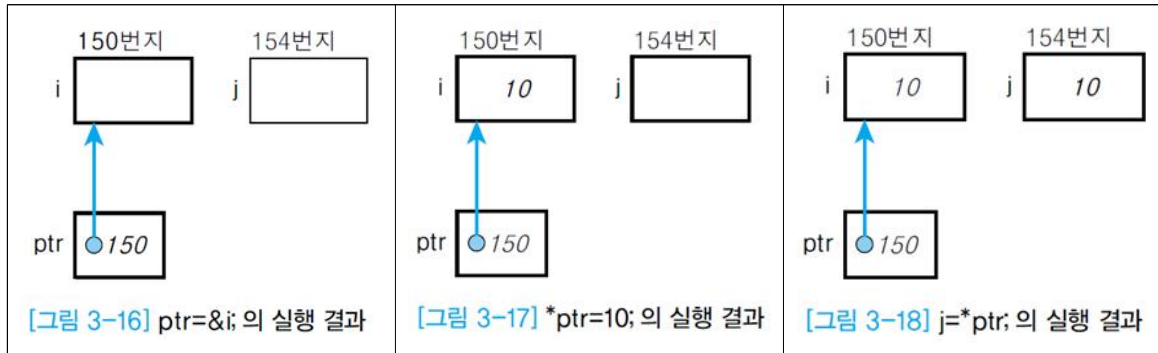 150번지 154번지
i j
ptr 150
[그림 3-16] ptr=&i; 의 실행 결과
150번지 154번지
i 10 j
ptr 150
[그림 3-17] *ptr=10; 의 실행 결과
150번지 154번지
i 10 j 10
ptr 150
[그림 3-18] j=*ptr; 의 실행 결과